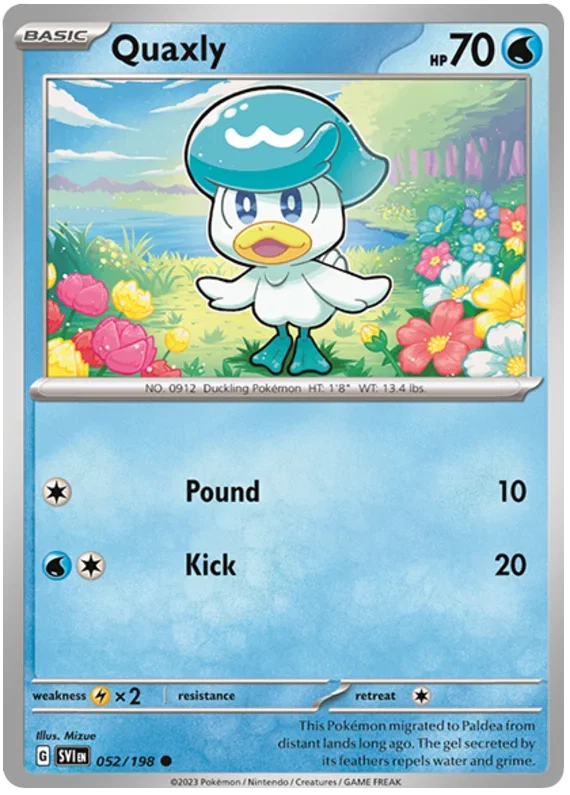 BASIC
Quaxly
HP 70
NO. 0912 Duckling Pokémon HT: 1'8" WT: 13.4 lbs.
Pound 10
Kick 20
weakness ×2 resistance retreat
Illus. Mizue
This Pokémon migrated to Paldea from
distant lands long ago. The gel secreted by
its feathers repels water and grime.
G SVI EN 052/198
©2023 Pokémon / Nintendo / Creatures / GAME FREAK